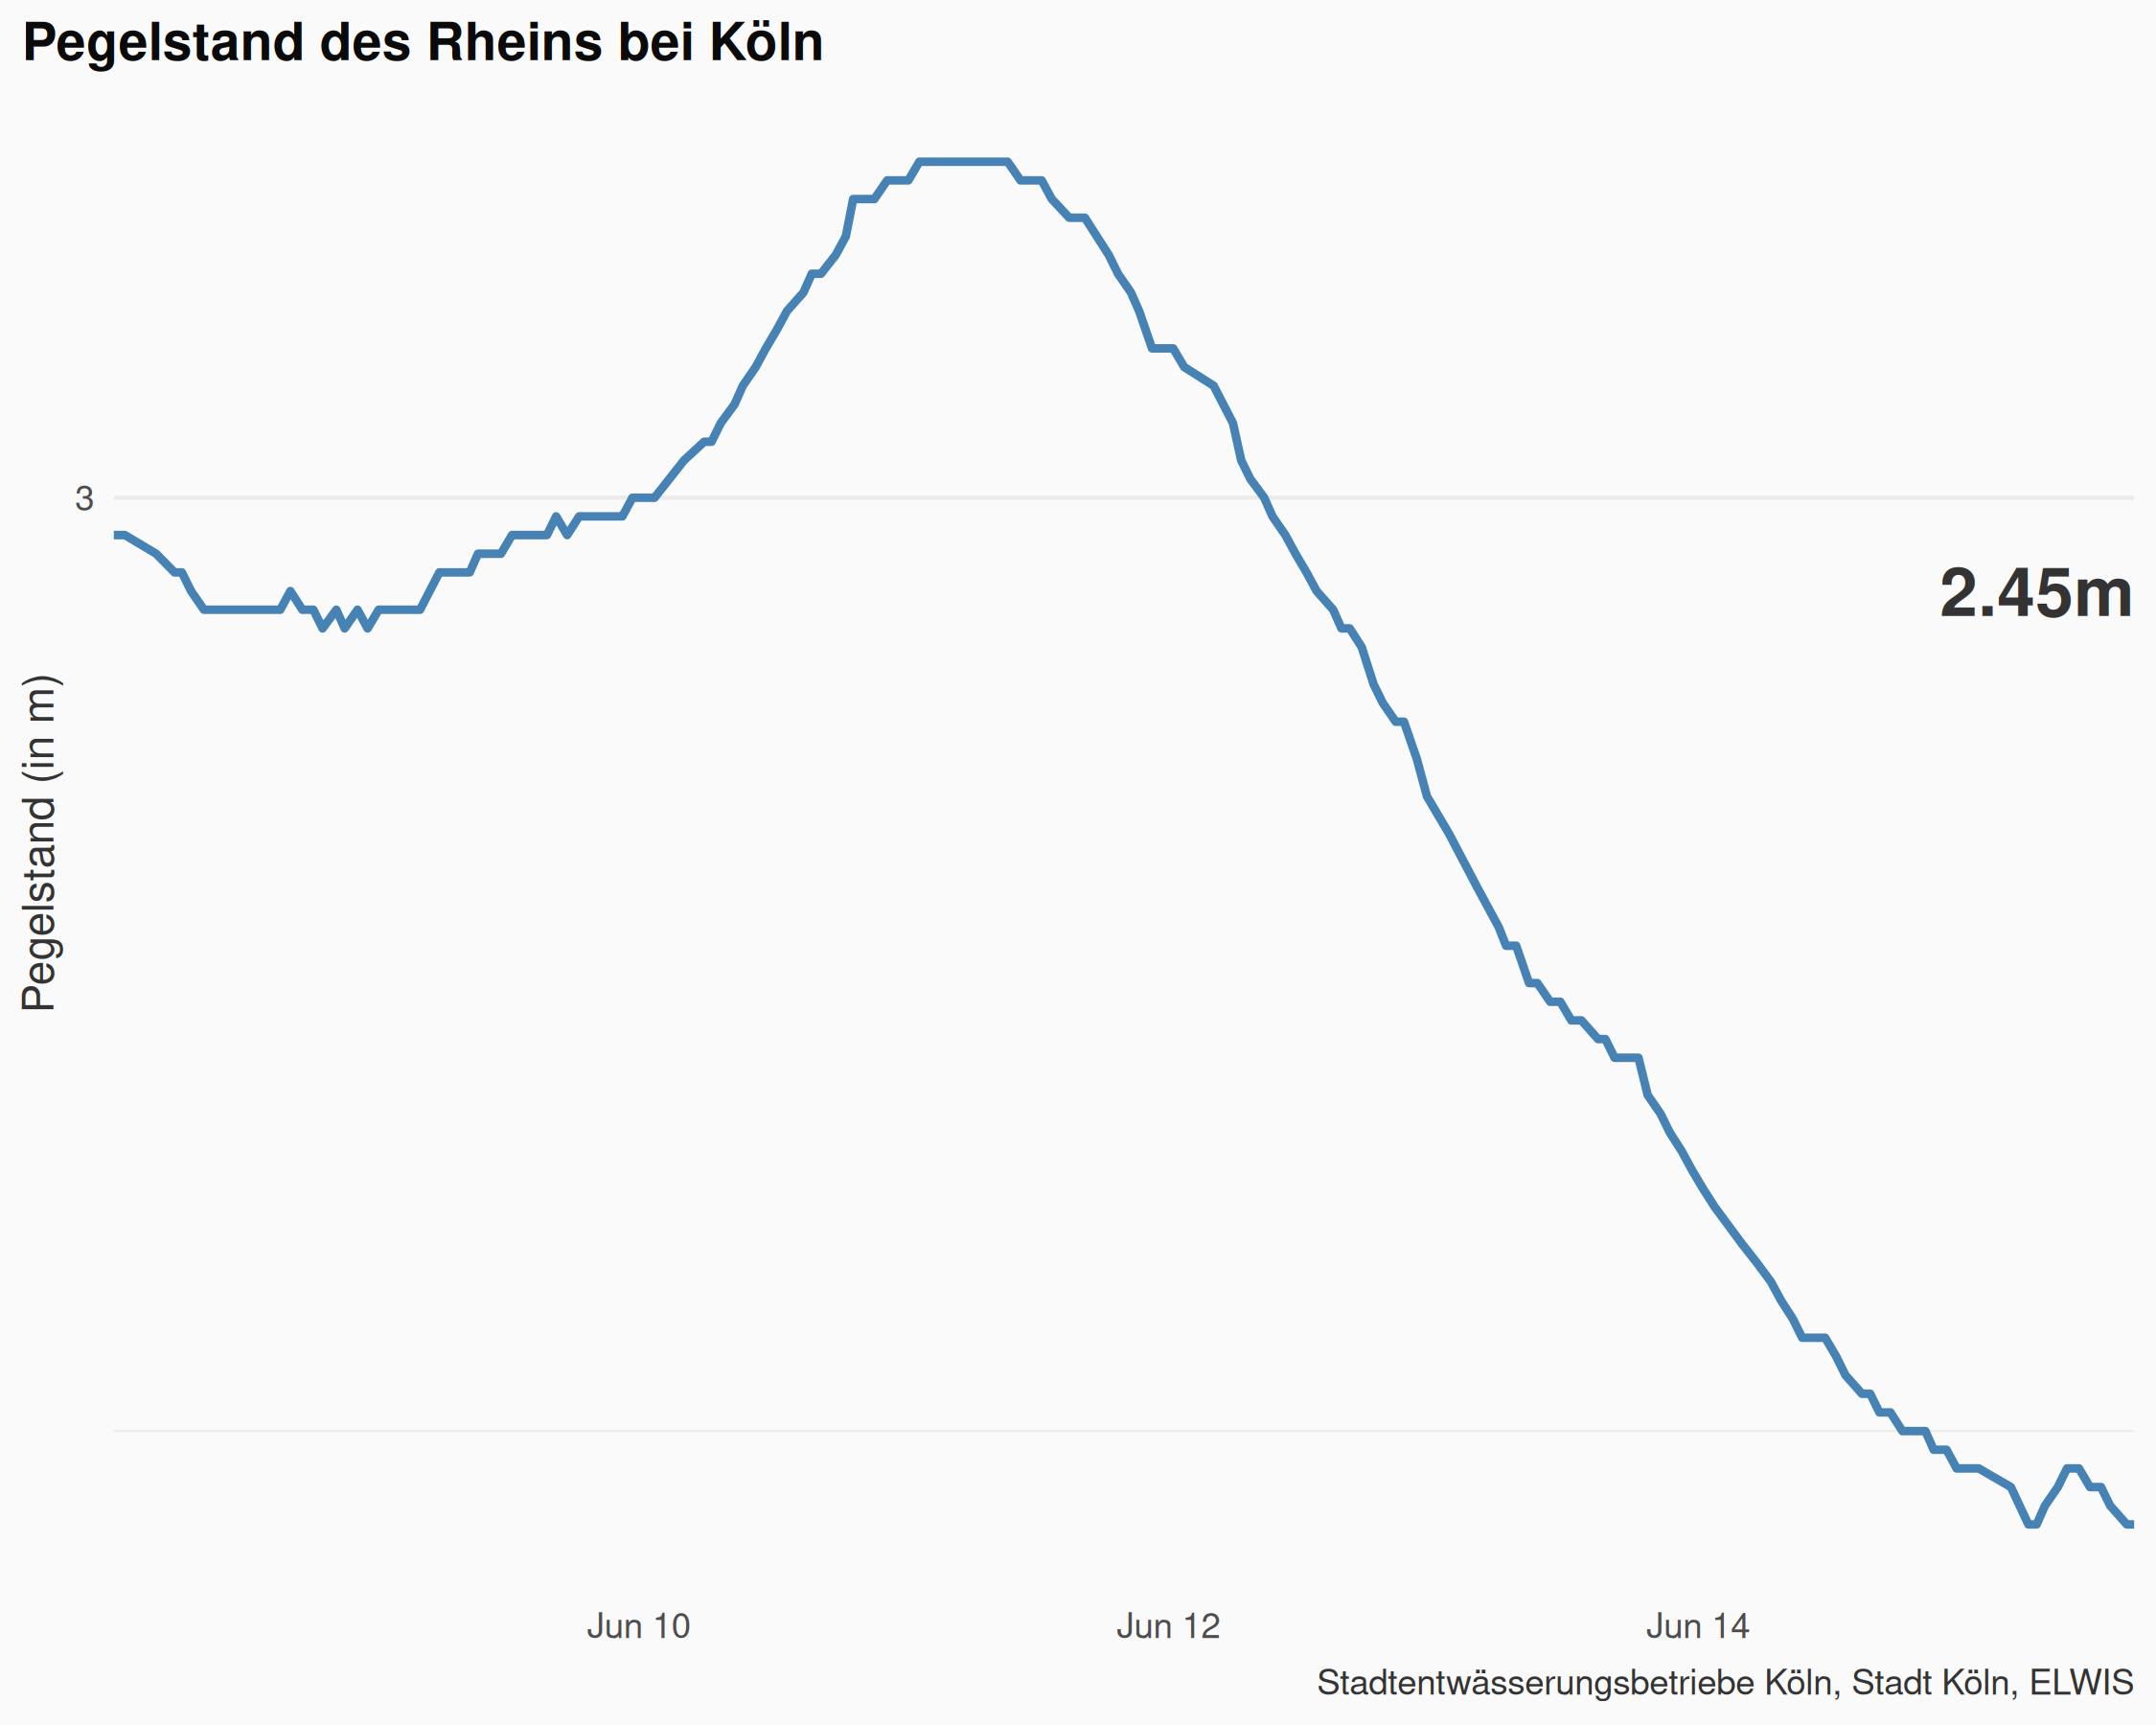 Pegelstand des Rheins bei Köln
3
2.45m
Pegelstand (in m)
Jun 10
Jun 12
Jun 14
Stadtentwässerungsbetriebe Köln, Stadt Köln, ELWIS